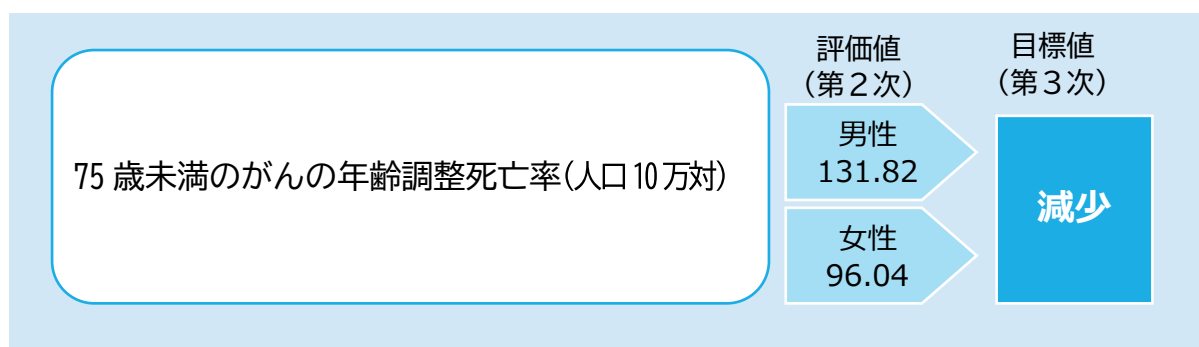 評価値
（第２次）
目標値
（第３次）
75 歳未満のがんの年齢調整死亡率（人口 10 万対）
男性
131.82
女性
96.04
減少